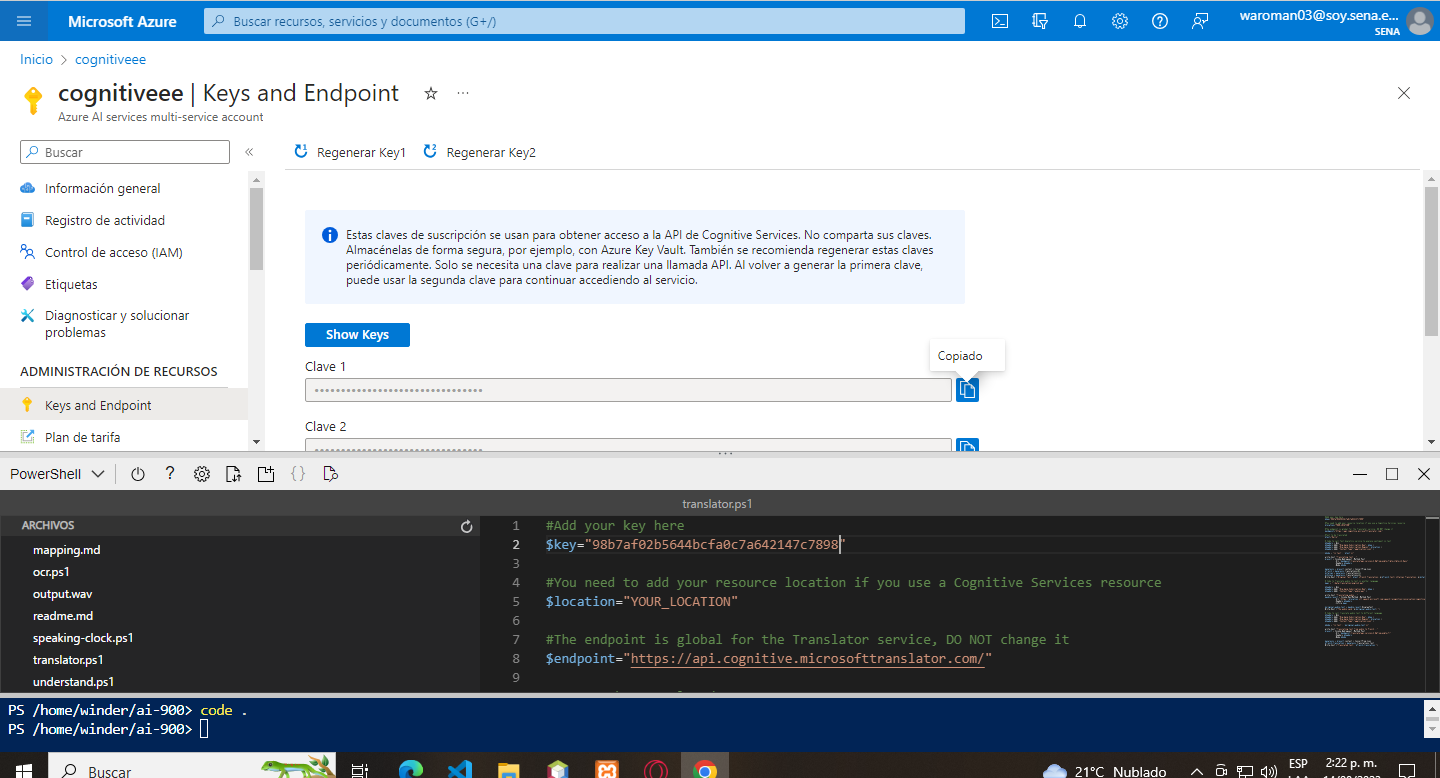 Microsoft Azure
Buscar recursos, servicios y documentos (G+/)
waroman03@soy.sena.e...
SENA
Inicio > cognitiveee
cognitiveee | Keys and Endpoint
Azure AI services multi-service account
Buscar
Regenerar Key1
Regenerar Key2
Información general
Registro de actividad
Control de acceso (IAM)
Etiquetas
Diagnosticar y solucionar
problemas
ADMINISTRACIÓN DE RECURSOS
Keys and Endpoint
Plan de tarifa
Estas claves de suscripción se usan para obtener acceso a la API de Cognitive Services. No comparta sus claves.
Almacénelas de forma segura, por ejemplo, con Azure Key Vault. También se recomienda regenerar estas claves
periódicamente. Solo se necesita una clave para realizar una llamada API. Al volver a generar la primera clave,
puede usar la segunda clave para continuar accediendo al servicio.
Show Keys
Copiado
Clave 1
Clave 2
PowerShell
translator.ps1
ARCHIVOS
mapping.md
ocr.ps1
output.wav
readme.md
speaking-clock.ps1
translator.ps1
understand.ps1
1 #Add your key here
2 $key="98b7af02b5644bcfa0c7a642147c7898"
3
4 #You need to add your resource location if you use a Cognitive Services resource
5 $location="YOUR_LOCATION"
6
7 #The endpoint is global for the Translator service, DO NOT change it
8 $endpoint="https://api.cognitive.microsofttranslator.com/"
9
PS /home/winder/ai-900> code .
PS /home/winder/ai-900>
Buscar
21°C Nublado
ESP
2:22 p. m.